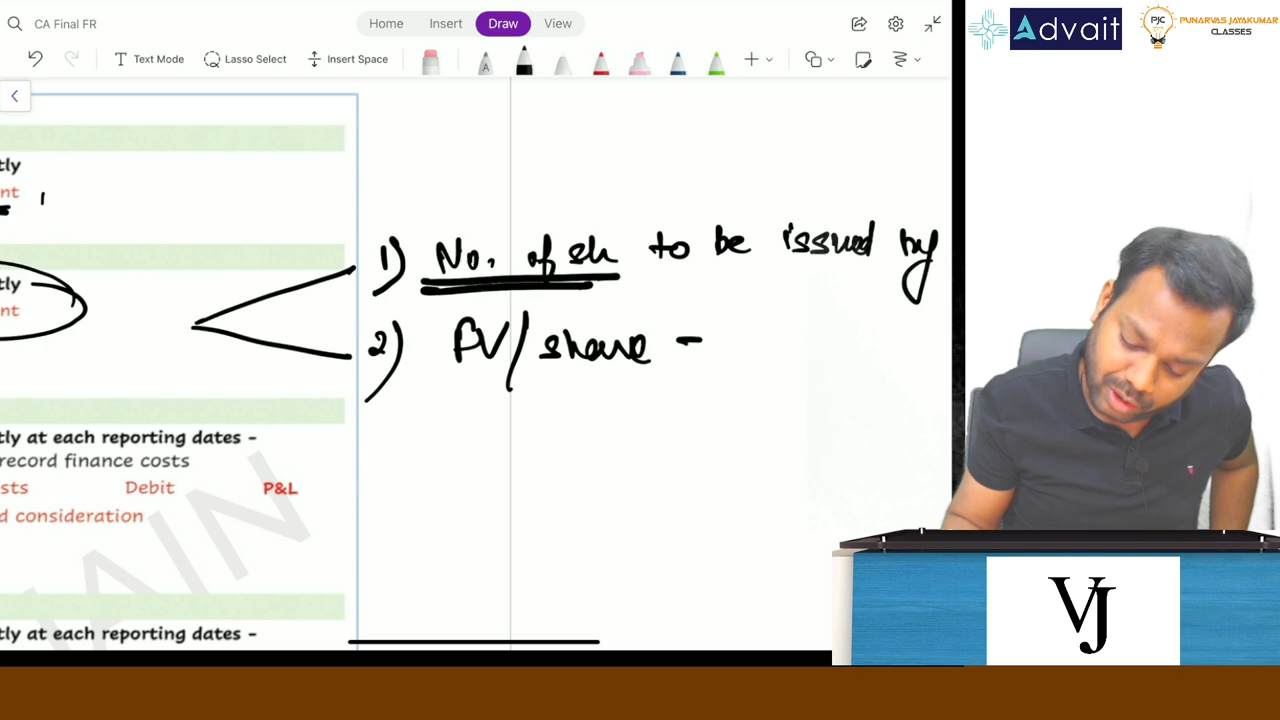 CA Final FR
Home Insert Draw View
Advait
PJC
PUNARVAS JAYAKUMAR
CLASSES
Text Mode Lasso Select Insert Space
A
tly
nt
1) No. of sh to be issued by
tly
nt
2) FV/share -
tly at each reporting dates -
record finance costs
sts Debit P&L
d consideration
JAIN
tly at each reporting dates -
VJ